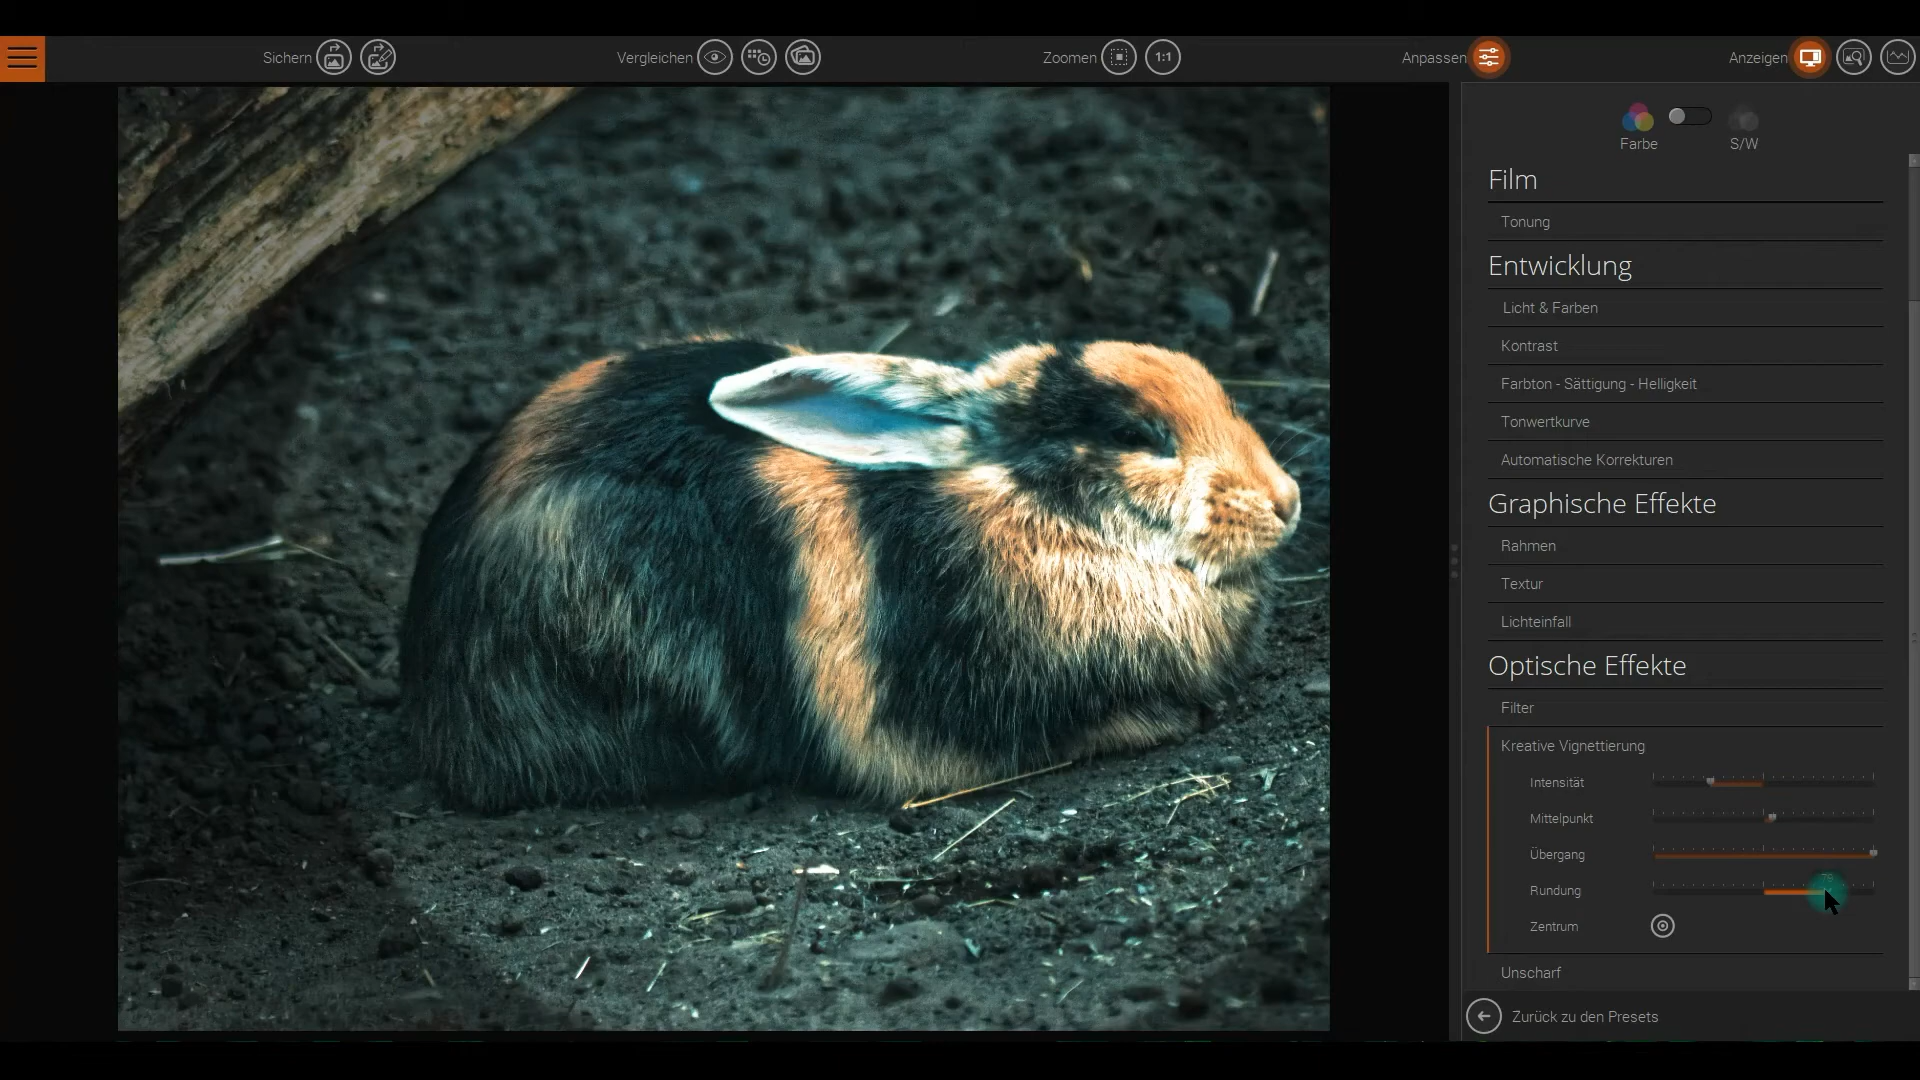 Sichern
Vergleichen
Zoomen
1:1
Anpassen
Anzeigen
Farbe
S/W
Film
Tonung
Entwicklung
Licht & Farben
Kontrast
Farbton - Sättigung - Helligkeit
Tonwertkurve
Automatische Korrekturen
Graphische Effekte
Rahmen
Textur
Lichteinfall
Optische Effekte
Filter
Kreative Vignettierung
Intensität
Mittelpunkt
Übergang
Rundung
Zentrum
Unscharf
Zurück zu den Presets